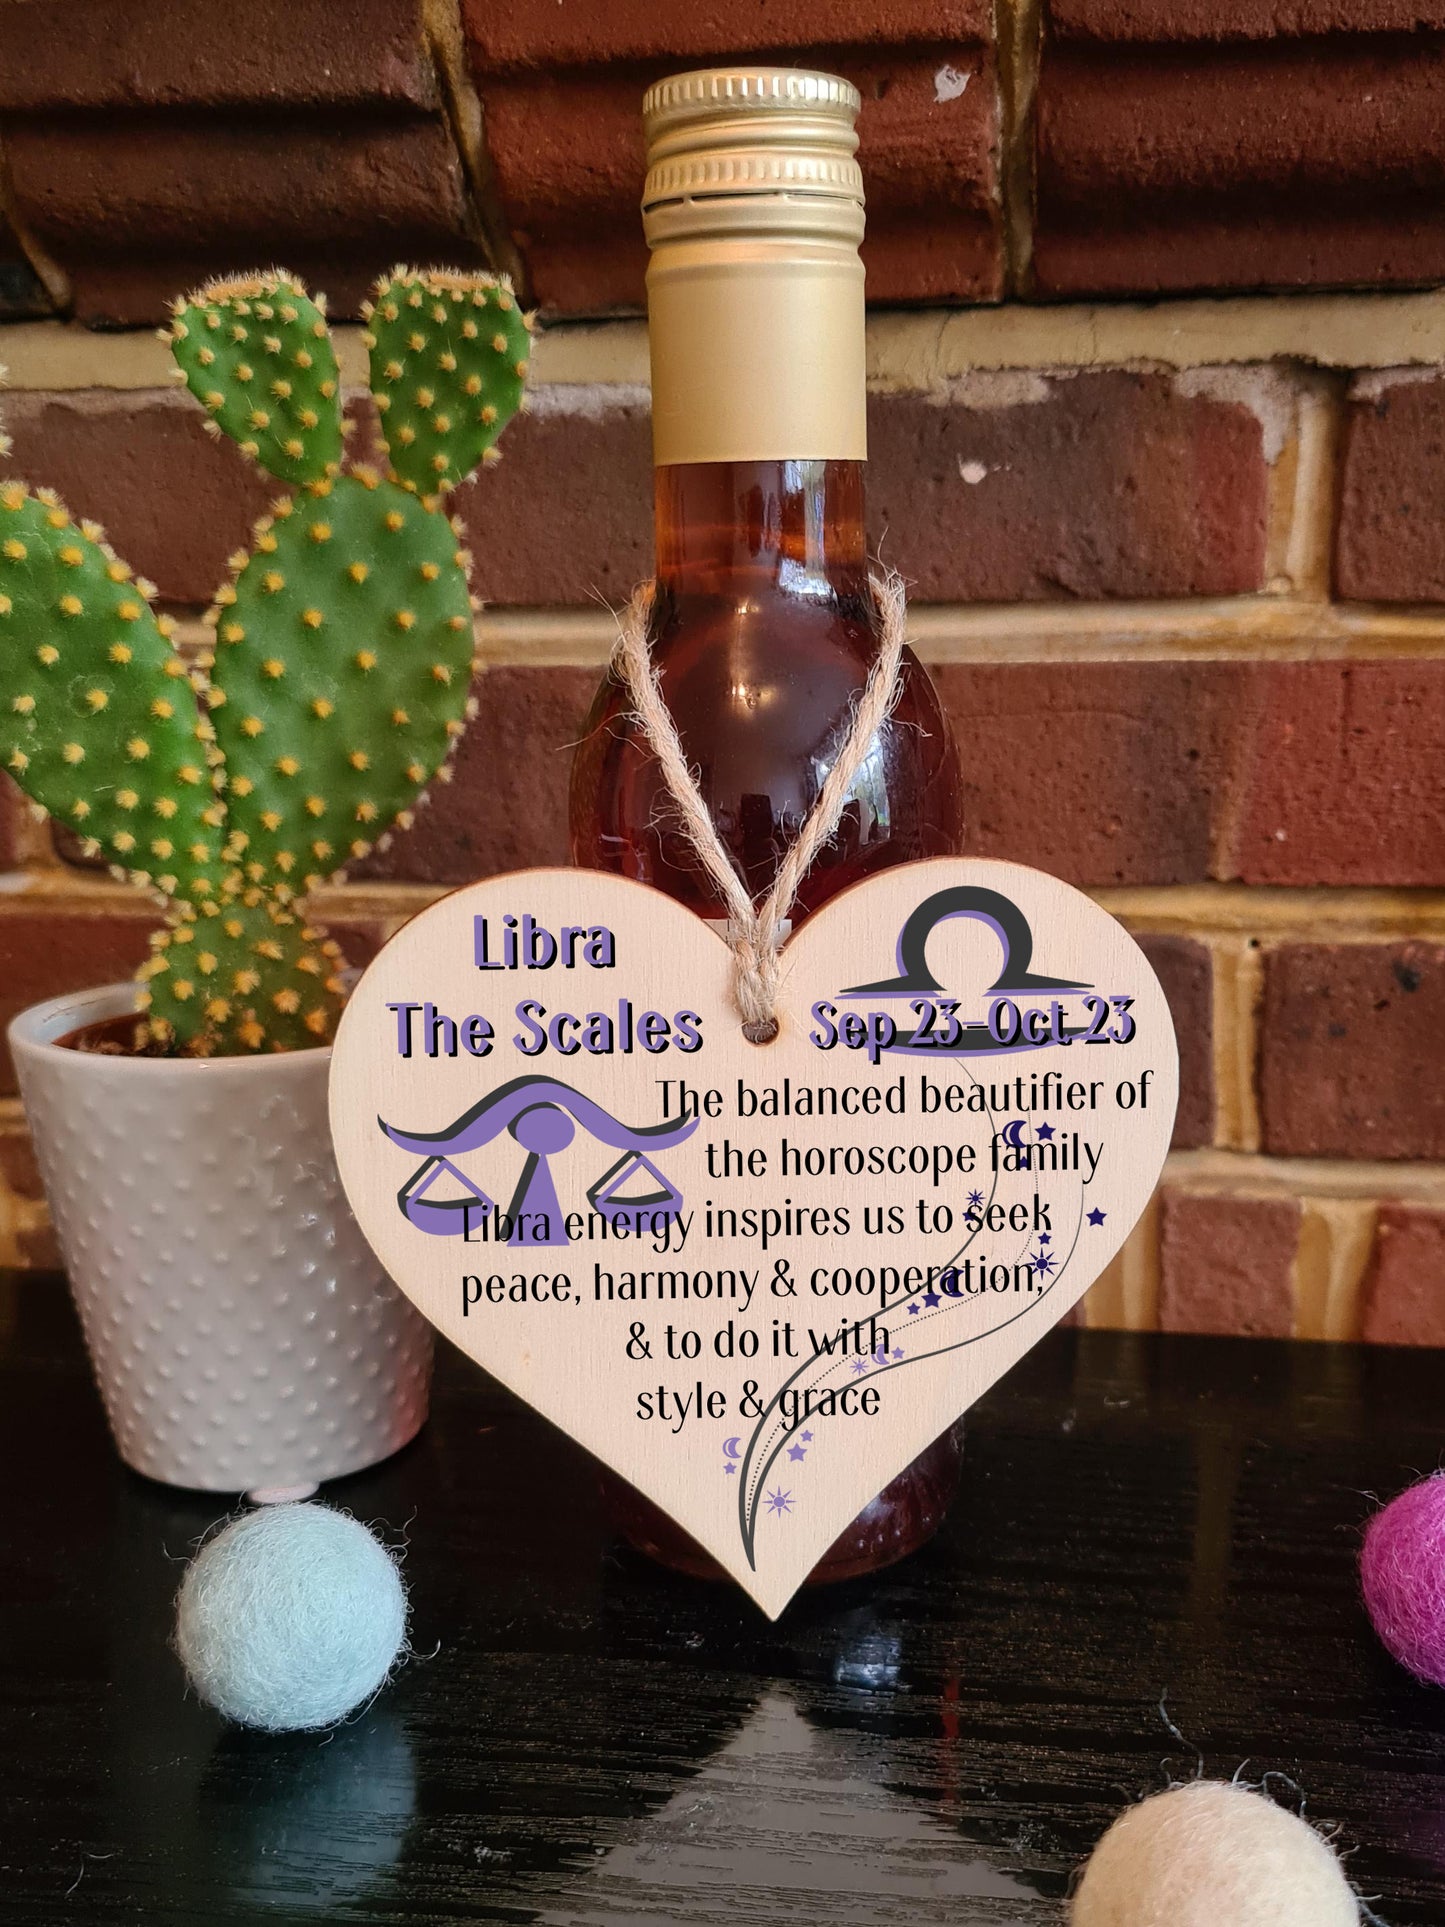 Libra
The Scales
Sep 23-Oct 23
The balanced beautifier of
the horoscope family
Libra energy inspires us to seek
peace, harmony & cooperation,
& to do it with
style & grace